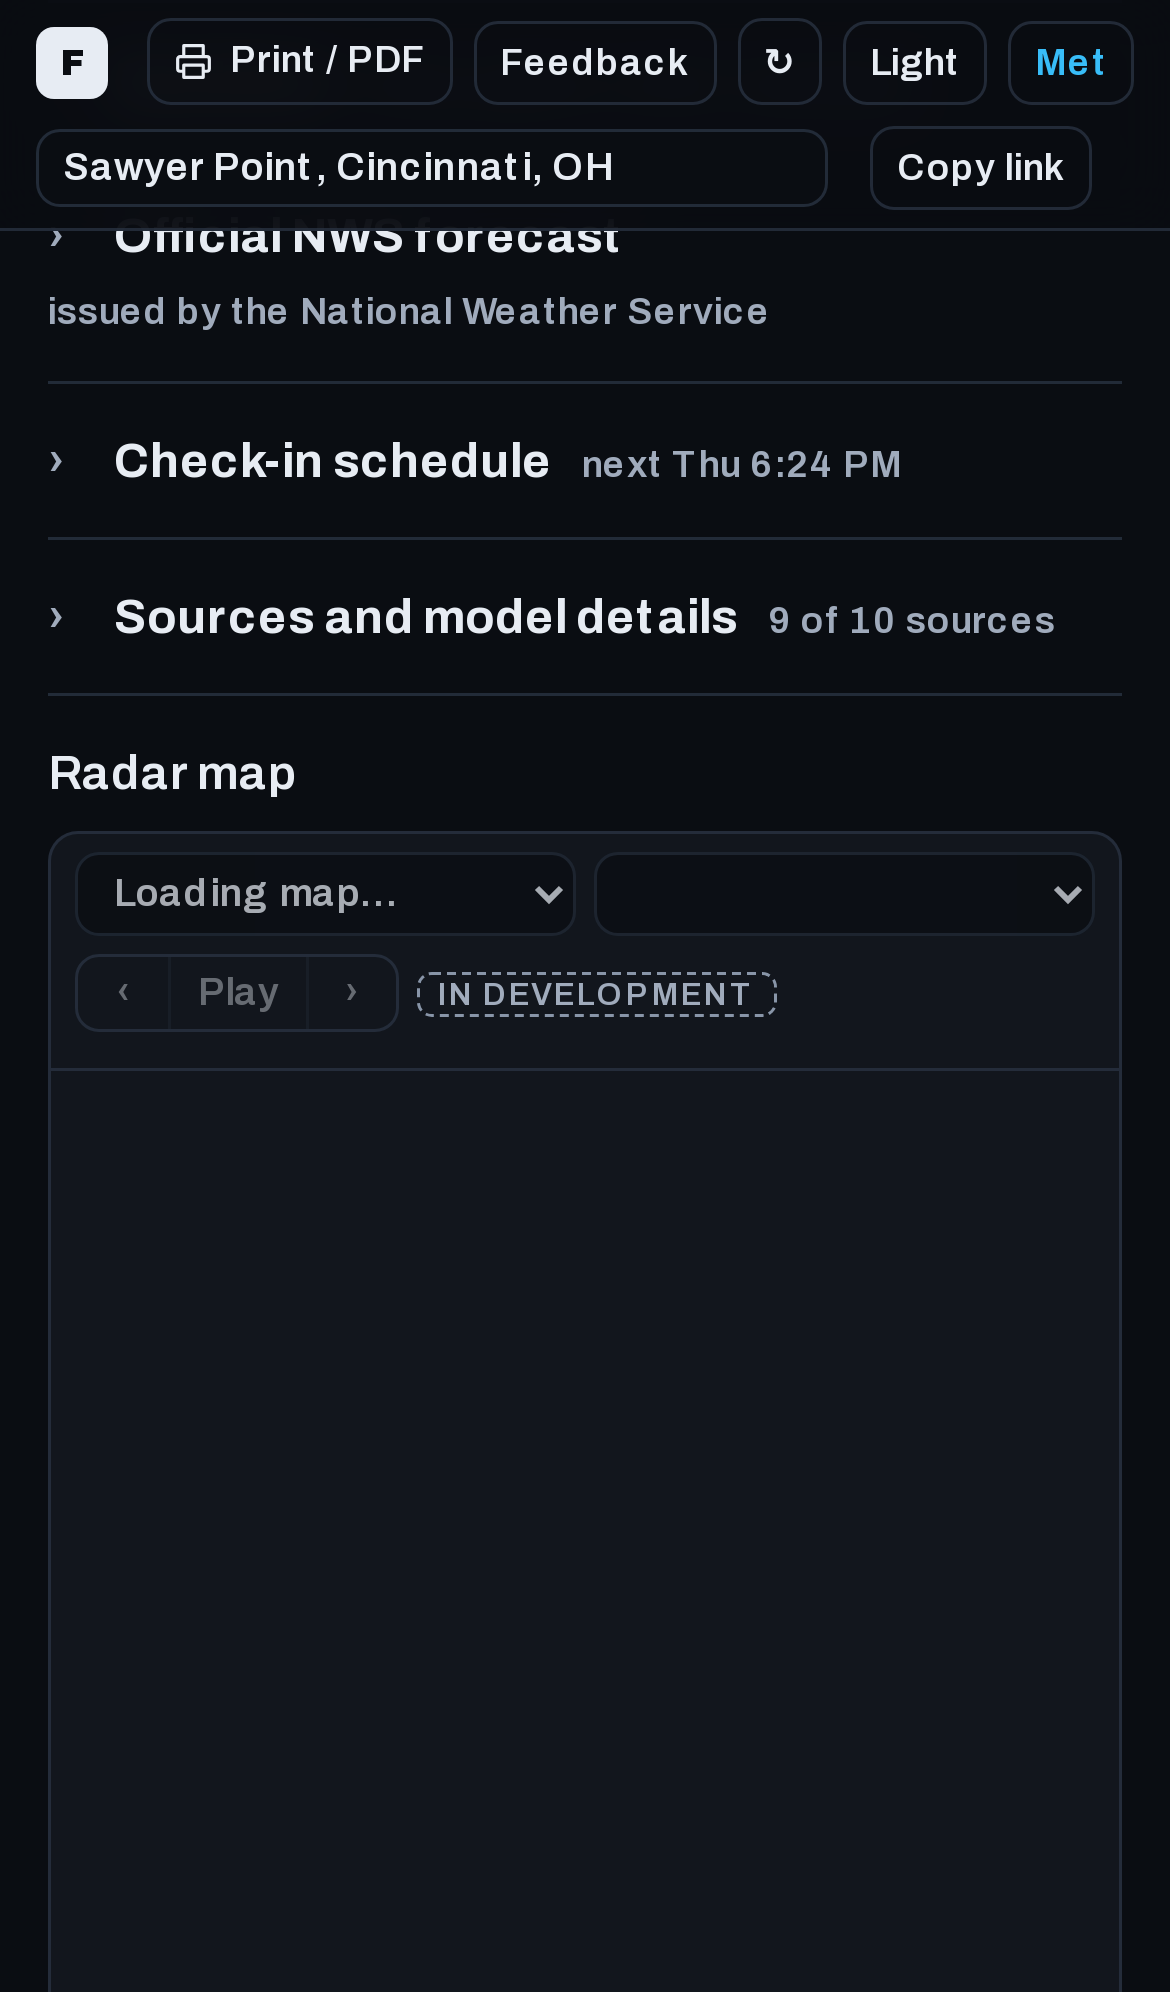 F
Print / PDF
Feedback
↻
Light
Met
Sawyer Point, Cincinnati, OH
Copy link
› Official NWS forecast
issued by the National Weather Service
› Check-in schedule next Thu 6:24 PM
› Sources and model details 9 of 10 sources
Radar map
Loading map...
‹ Play › IN DEVELOPMENT